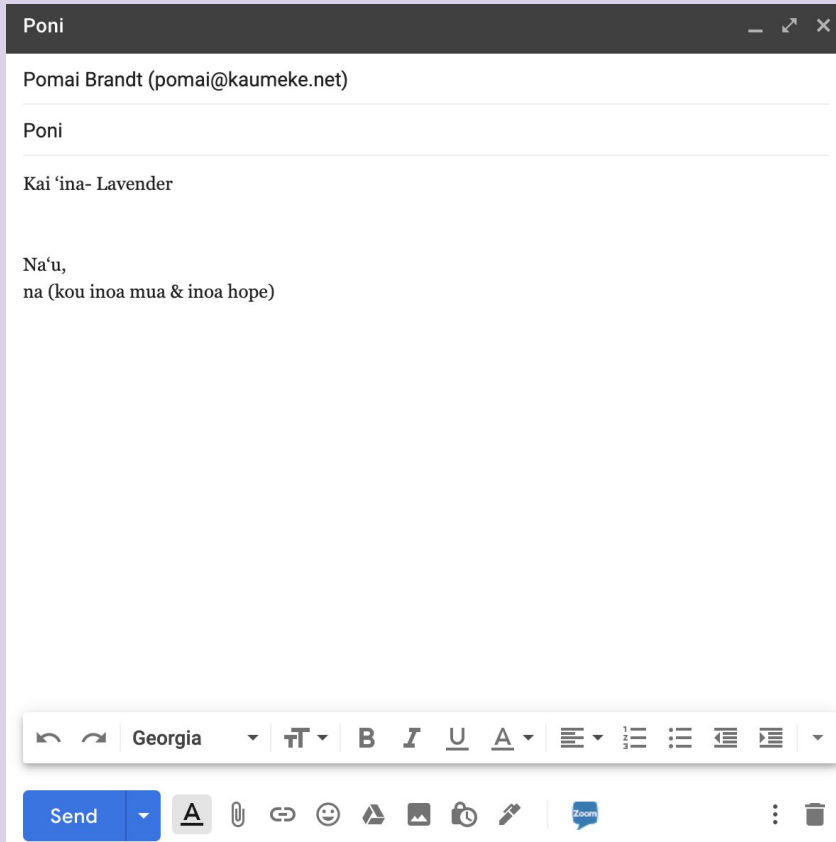 Poni
Pomai Brandt (pomai@kaumeke.net)
Poni
Kai ʻina- Lavender
Naʻu,
na (kou inoa mua & inoa hope)
Georgia
Send
Zoom